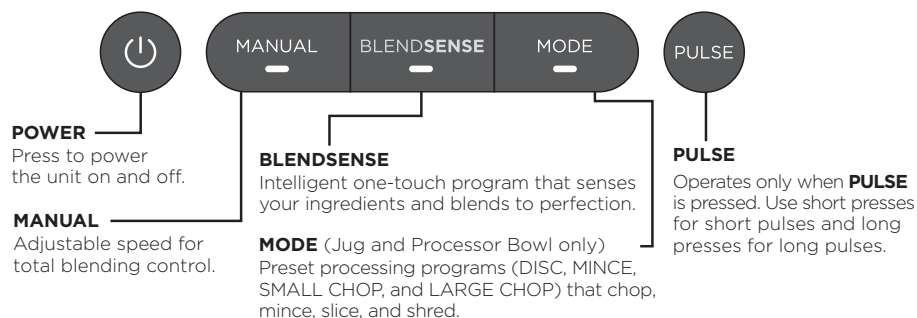 MANUAL
BLENDSENSE
MODE
PULSE
POWER
Press to power
the unit on and off.
MANUAL
Adjustable speed for
total blending control.
BLENDSENSE
Intelligent one-touch program that senses
your ingredients and blends to perfection.
MODE (Jug and Processor Bowl only)
Preset processing programs (DISC, MINCE,
SMALL CHOP, and LARGE CHOP) that chop,
mince, slice, and shred.
PULSE
Operates only when PULSE
is pressed. Use short presses
for short pulses and long
presses for long pulses.